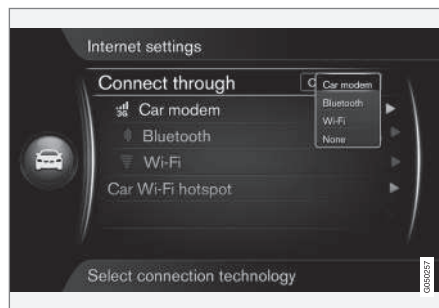 Internet settings
Connect through
C
Car modem
Bluetooth
Wi-Fi
None
3G
Car modem
Bluetooth
Wi-Fi
Car Wi-Fi hotspot
Select connection technology
G050257